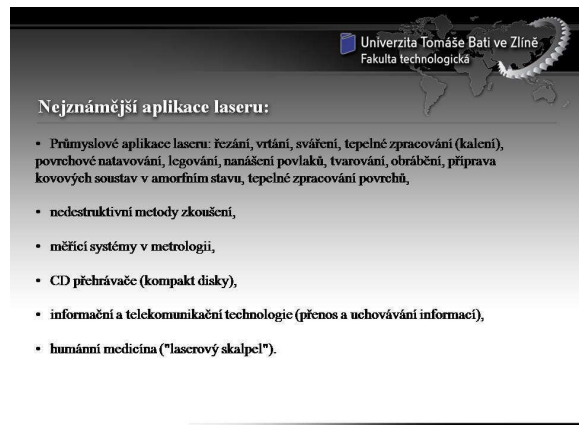 Univerzita Tomáše Bati ve Zlíně
Fakulta technologická
Nejznámější aplikace laseru:
• Průmyslové aplikace laseru: řezání, vrtání, sváření, tepelné zpracování (kalení),
povrchové natavování, legování, nanášení povlaků, tvarování, obrábění, příprava
kovových soustav v amorfním stavu, tepelné zpracování povrchů,
• nedestruktivní metody zkoušení,
• měřící systémy v metrologii,
• CD přehrávače (kompakt disky),
• informační a telekomunikační technologie (přenos a uchovávání informací),
• humánní medicína ("laserový skalpel").